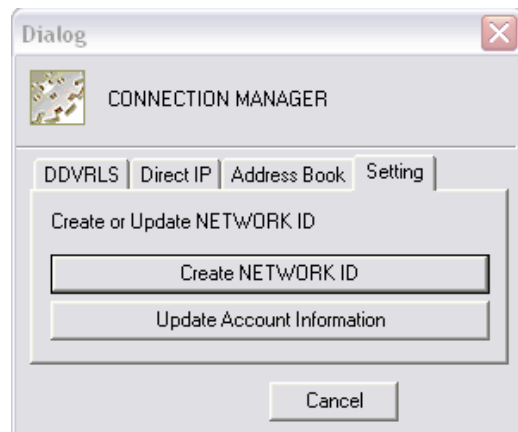 Dialog
CONNECTION MANAGER
DDVRLS Direct IP Address Book Setting
Create or Update NETWORK ID
Create NETWORK ID
Update Account Information
Cancel